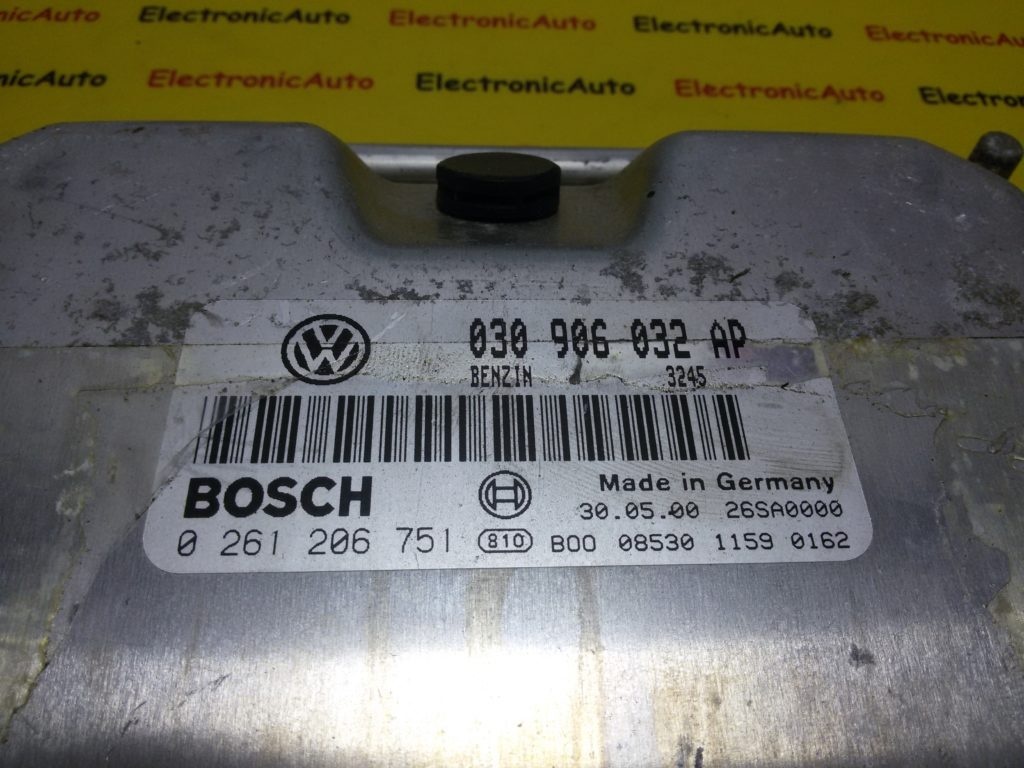 ElectronicAuto ElectronicAuto ElectronicAuto ElectronicAuto
ElectronicAuto ElectronicAuto ElectronicAuto ElectronicAuto
030 906 032 AP
BENZIN 3245
BOSCH
Made in Germany
30.05.00 26SA0000
0 261 206 751 810 B00 08530 1159 0162